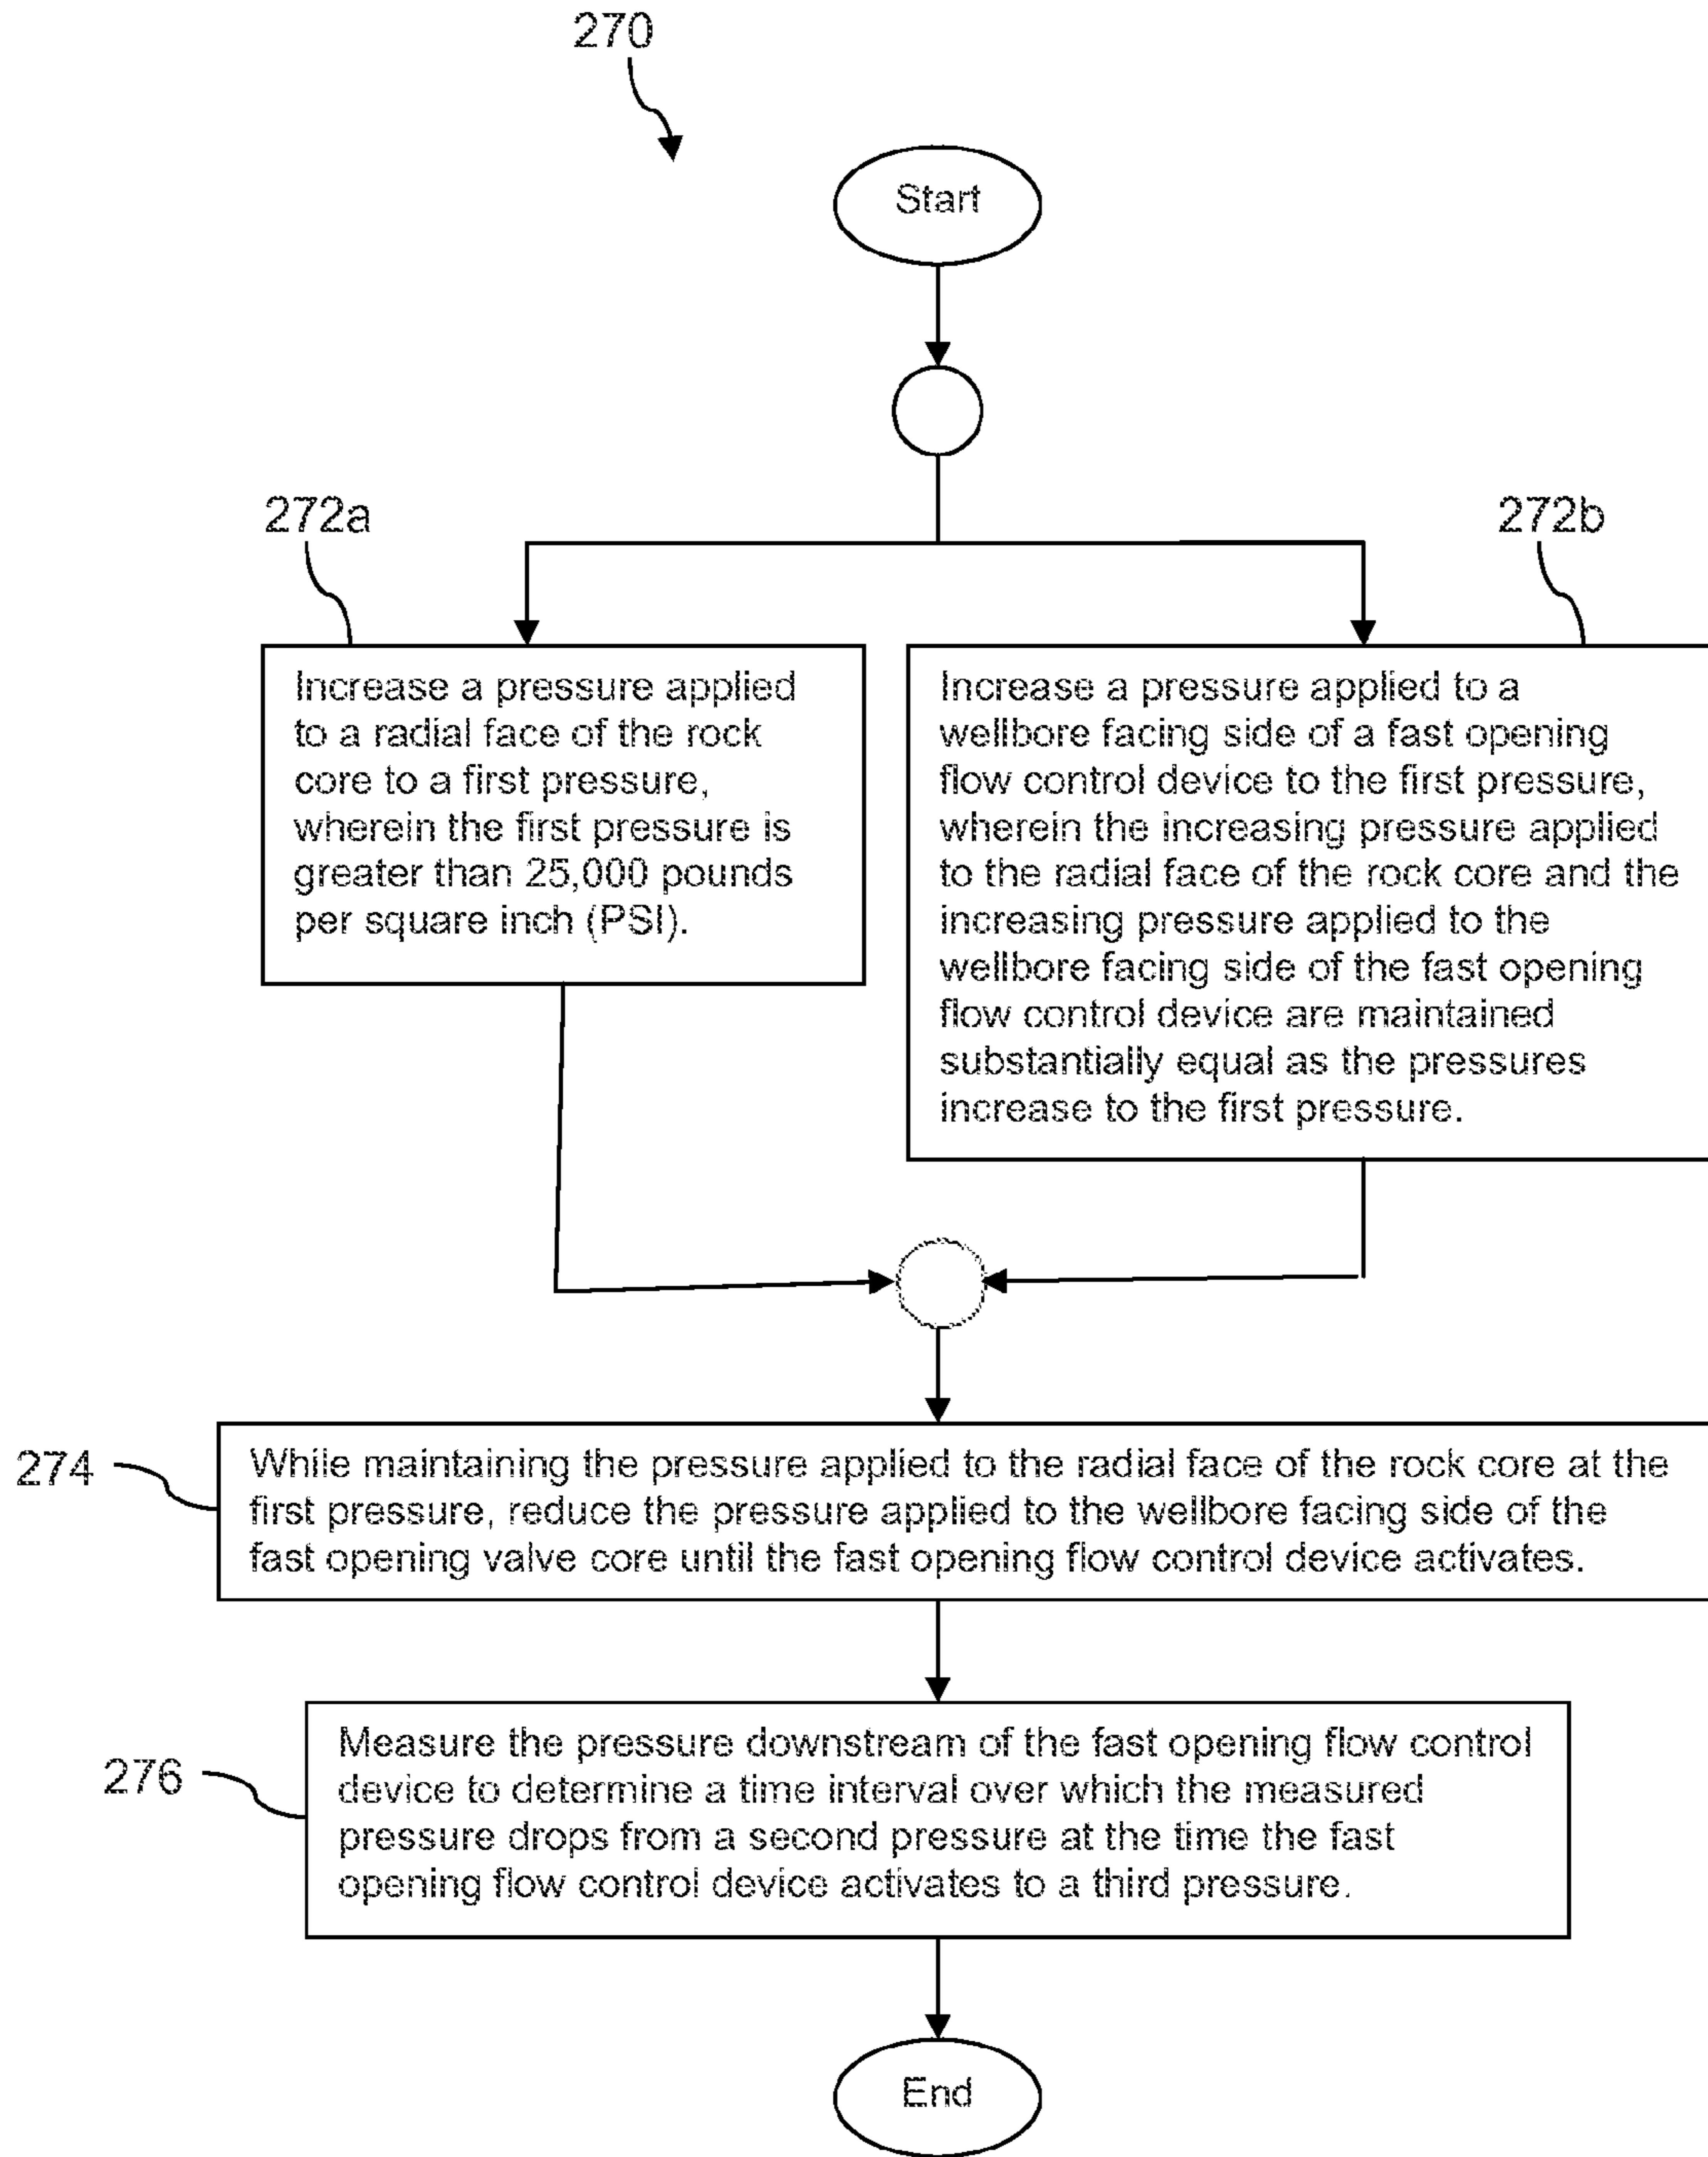 270
Start
272a
272b
Increase a pressure applied
to a radial face of the rock
core to a first pressure,
wherein the first pressure is
greater than 25,000 pounds
per square inch (PSI).
Increase a pressure applied to a
wellbore facing side of a fast opening
flow control device to the first pressure,
wherein the increasing pressure applied
to the radial face of the rock core and the
increasing pressure applied to the
wellbore facing side of the fast opening
flow control device are maintained
substantially equal as the pressures
increase to the first pressure.
274
While maintaining the pressure applied to the radial face of the rock core at the
first pressure, reduce the pressure applied to the wellbore facing side of the
fast opening valve core until the fast opening flow control device activates.
276
Measure the pressure downstream of the fast opening flow control
device to determine a time interval over which the measured
pressure drops from a second pressure at the time the fast
opening flow control device activates to a third pressure.
End